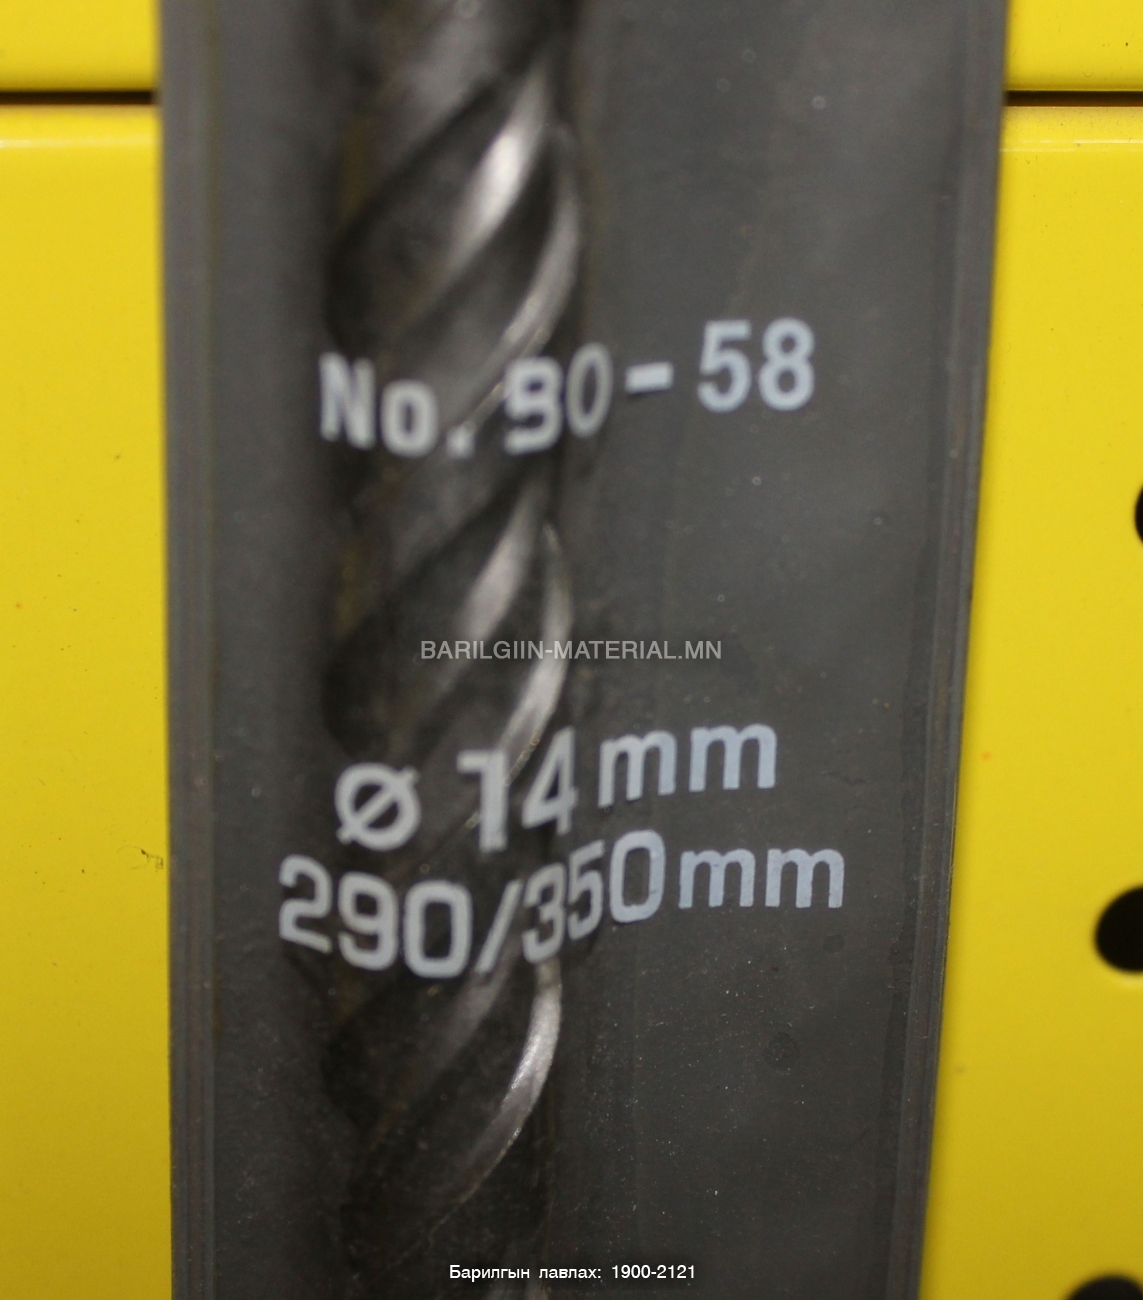 No. 90-58
BARILGIIN-MATERIAL.MN
Ø 14mm
290/350mm
Барилгын лавлах: 1900-2121